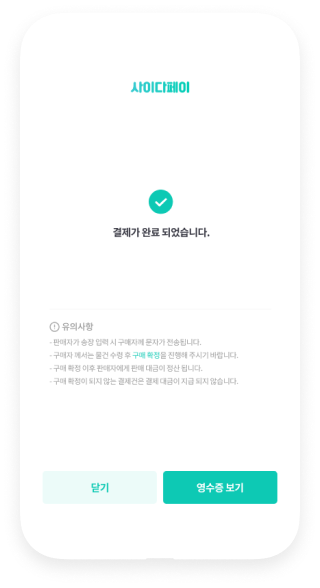 사이다페이
결제가 완료 되었습니다.
유의사항
- 판매자가 송장 입력 시 구매자께 문자가 전송됩니다.
- 구매자 께서는 물건 수령 후 구매 확정을 진행해 주시기 바랍니다.
- 구매 확정 이후 판매자에게 판매 대금이 정산 됩니다.
- 구매 확정이 되지 않는 결제건은 결제 대금이 지급 되지 않습니다.
닫기
영수증 보기